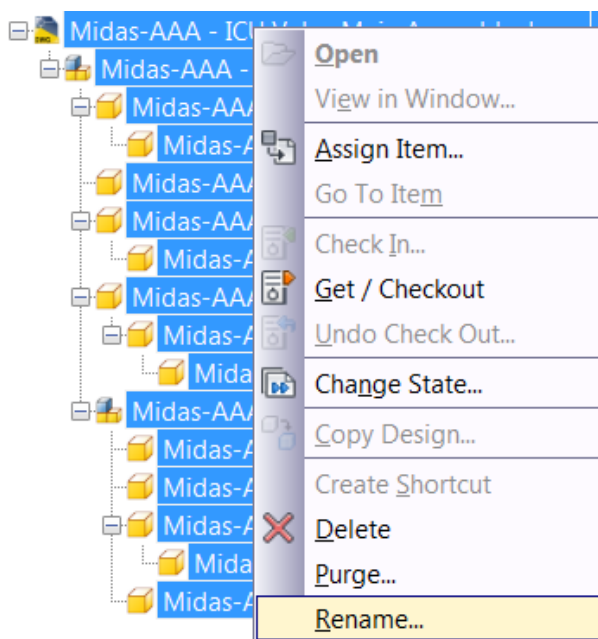 Midas-AAA - ICU Valve Main Assembly.dwg
Midas-AAA -
Midas-AAA
Midas-A
Midas-AAA
Midas-AAA
Midas-A
Midas-AAA
Midas-A
Mida
Midas-AAA
Midas-A
Midas-A
Midas-A
Mida
Midas-A
Open
View in Window...
Assign Item...
Go To Item
Check In...
Get / Checkout
Undo Check Out...
Change State...
Copy Design...
Create Shortcut
Delete
Purge...
Rename...